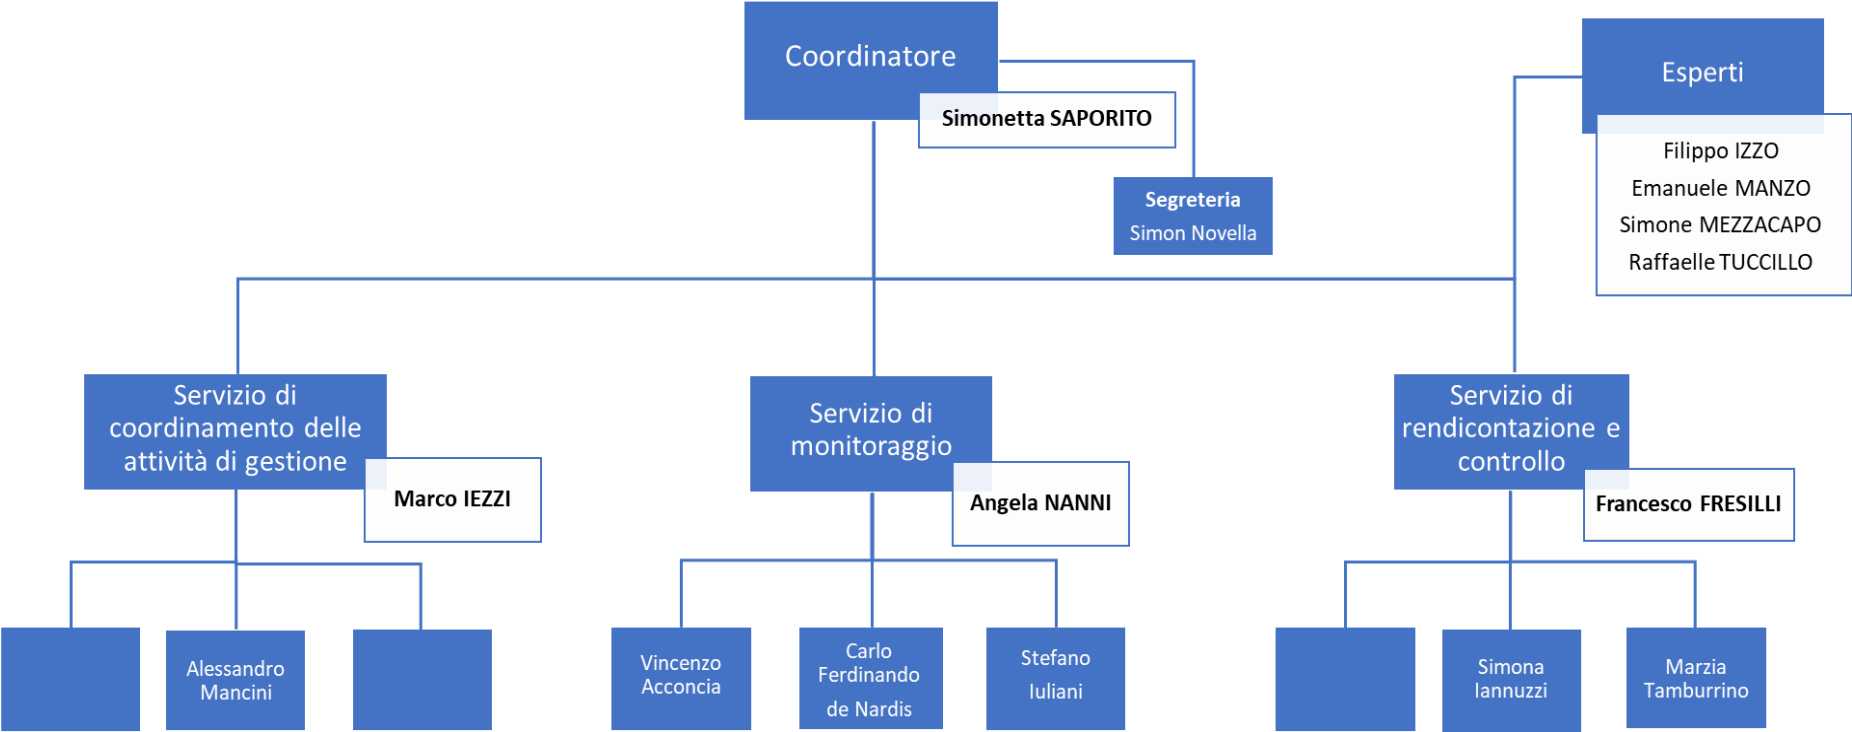 Coordinatore
Simonetta SAPORITO
Segreteria
Simon Novella
Esperti
Filippo IZZO
Emanuele MANZO
Simone MEZZACAPO
Raffaelle TUCCILLO
Servizio di
coordinamento delle
attività di gestione
Marco IEZZI
Servizio di
monitoraggio
Angela NANNI
Servizio di
rendicontazione e
controllo
Francesco FRESILLI
Alessandro
Mancini
Vincenzo
Acconcia
Carlo
Ferdinando
de Nardis
Stefano
Iuliani
Simona
Iannuzzi
Marzia
Tamburrino